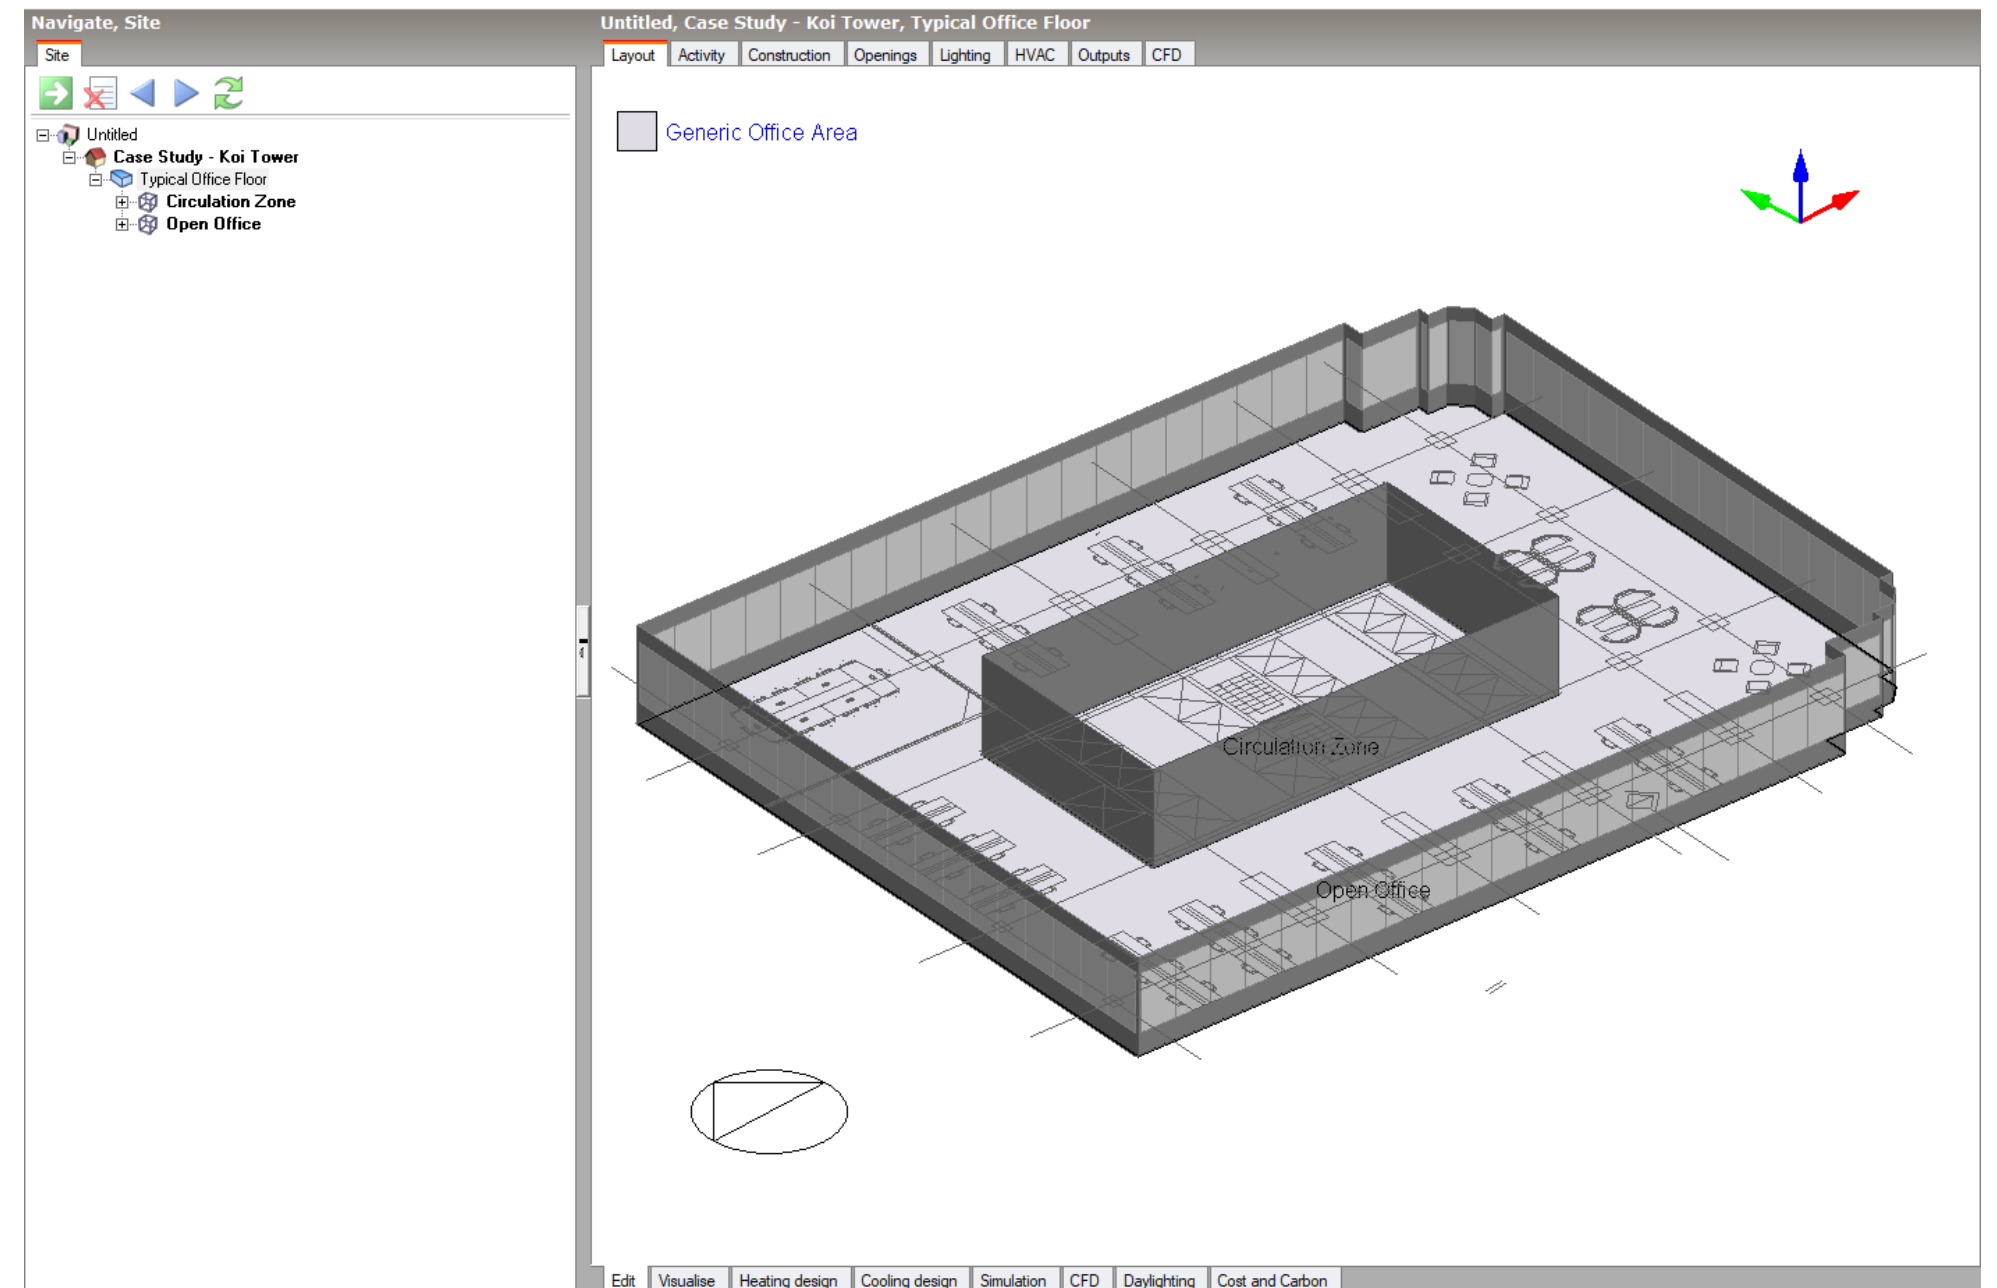 Navigate, Site
Site
Untitled
Case Study - Koi Tower
Typical Office Floor
Circulation Zone
Open Office
Untitled, Case Study - Koi Tower, Typical Office Floor
Layout Activity Construction Openings Lighting HVAC Outputs CFD
Generic Office Area
Circulation Zone
Open Office
Edit Visualise Heating design Cooling design Simulation CFD Daylighting Cost and Carbon